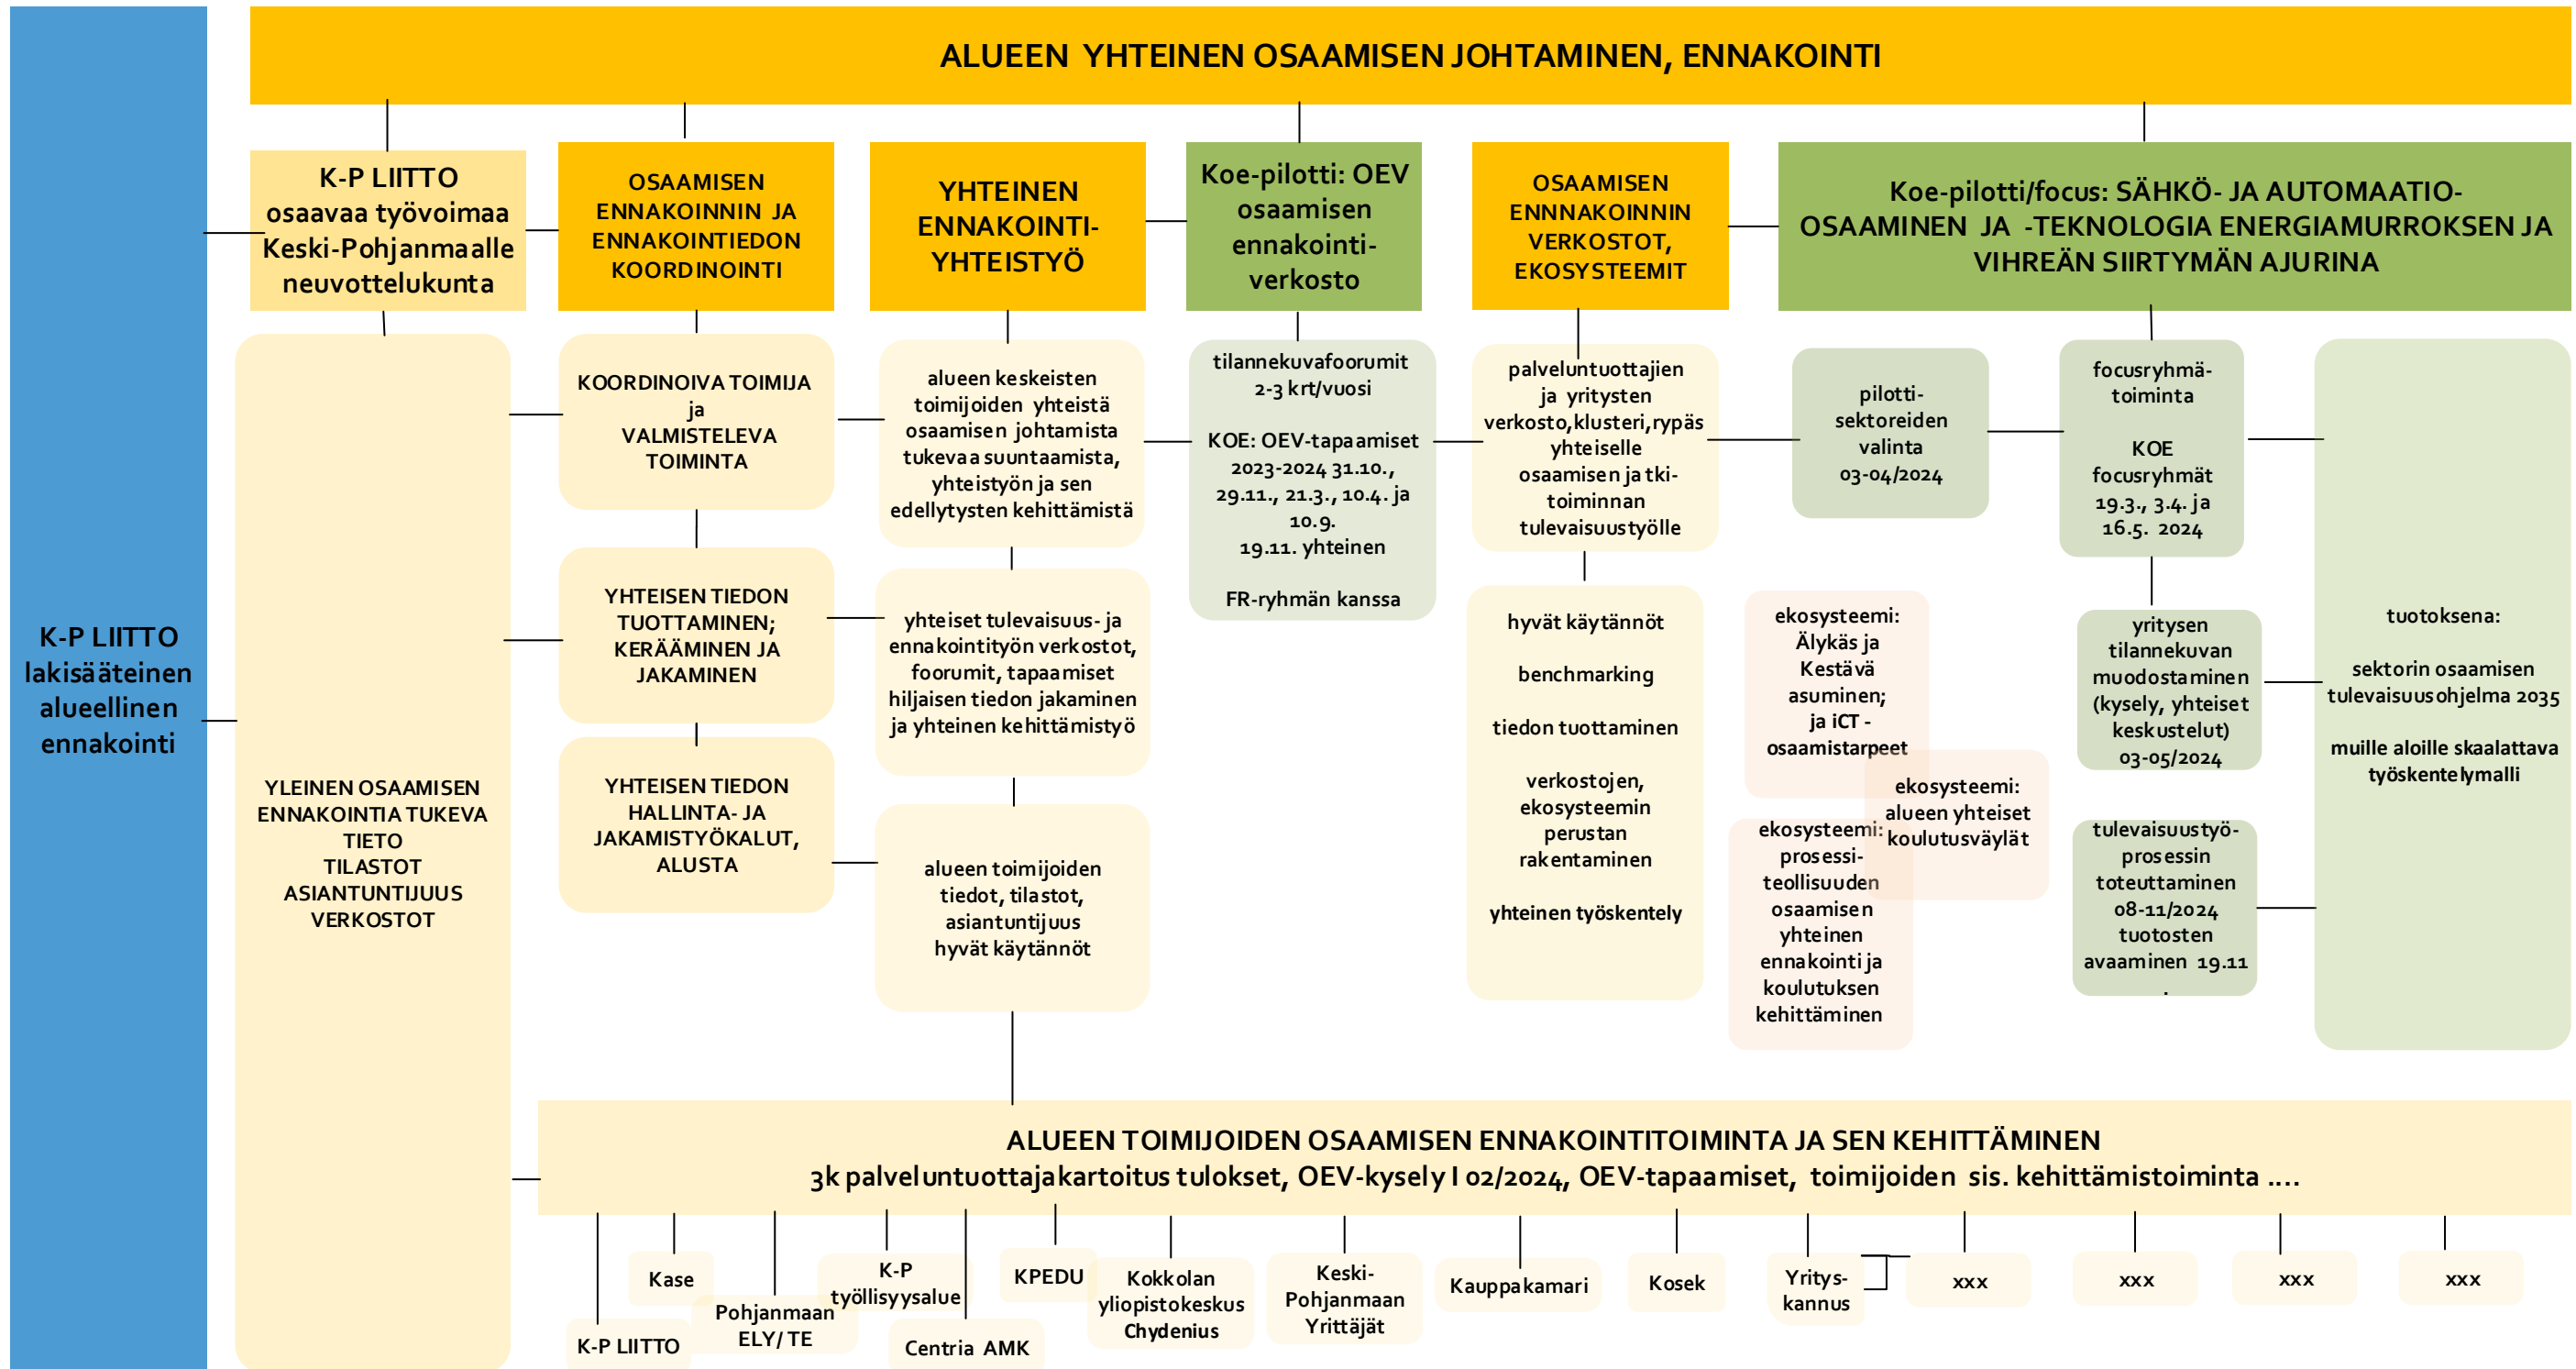 ALUEEN YHTEINEN OSAAMISEN JOHTAMINEN, ENNAKOINTI
K-P LIITTO
lakisääteinen
alueellinen
ennakointi
K-P LIITTO
osaavaa työvoimaa
Keski-Pohjanmaalle
neuvottelukunta
OSAAMISEN
ENNAKOINNIN JA
ENNAKOINTIEDON
KOORDINOINTI
YHTEINEN
ENNAKOINTI-
YHTEISTYÖ
Koe-pilotti: OEV
osaamisen
ennakointi-
verkosto
OSAAMISEN
ENNNAKOINNIN
VERKOSTOT,
EKOSYSTEEMIT
Koe-pilotti/focus: SÄHKÖ- JA AUTOMAATIO-
OSAAMINEN JA -TEKNOLOGIA ENERGIAMURROKSEN JA
VIHREÄN SIIRTYMÄN AJURINA
YLEINEN OSAAMISEN
ENNAKOINTIA TUKEVA
TIETO
TILASTOT
ASIANTUNTIJUUS
VERKOSTOT
KOORDINOIVA TOIMIJA
ja
VALMISTELEVA
TOIMINTA
YHTEISEN TIEDON
TUOTTAMINEN;
KERÄÄMINEN JA
JAKAMINEN
YHTEISEN TIEDON
HALLINTA- JA
JAKAMISTYÖKALUT,
ALUSTA
alueen keskeisten
toimijoiden yhteistä
osaamisen johtamista
tukevaa suuntaamista,
yhteistyön ja sen
edellytysten kehittämistä
yhteiset tulevaisuus- ja
ennakointityön verkostot,
foorumit, tapaamiset
hiljaisen tiedon jakaminen
ja yhteinen kehittämistyö
alueen toimijoiden
tiedot, tilastot,
asiantuntijuus
hyvät käytännöt
tilannekuvafoorumit
2-3 krt/vuosi
KOE: OEV-tapaamiset
2023-2024 31.10.,
29.11., 21.3., 10.4. ja
10.9.
19.11. yhteinen
FR-ryhmän kanssa
palveluntuottajien
ja yritysten
verkosto,klusteri,rypäs
yhteiselle
osaamisen ja tki-
toiminnan
tulevaisuustyölle
hyvät käytännöt
benchmarking
tiedon tuottaminen
verkostojen,
ekosysteemin
perustan
rakentaminen
yhteinen työskentely
pilotti-
sektoreiden
valinta
03-04/2024
ekosysteemi:
Älykäs ja
Kestävä
asuminen;
ja iCT -
osaamistarpeet
ekosysteemi:
alueen yhteiset
koulutusväylät
ekosysteemi:
prosessi-
teollisuuden
osaamisen
yhteinen
ennakointi ja
koulutuksen
kehittäminen
focusryhmä-
toiminta
KOE
focusryhmät
19.3., 3.4. ja
16.5. 2024
yritysen
tilannekuvan
muodostaminen
(kysely, yhteiset
keskustelut)
03-05/2024
tulevaisuustyö-
prosessin
toteuttaminen
08-11/2024
tuotosten
avaaminen 19.11
.
tuotoksena:
sektorin osaamisen
tulevaisuusohjelma 2035
muille aloille skaalattava
työskentelymalli
ALUEEN TOIMIJOIDEN OSAAMISEN ENNAKOINTITOIMINTA JA SEN KEHITTÄMINEN
3k palveluntuottajakartoitus tulokset, OEV-kysely I 02/2024, OEV-tapaamiset, toimijoiden sis. kehittämistoiminta ....
K-P LIITTO
Kase
Pohjanmaan
ELY/ TE
K-P
työllisyysalue
Centria AMK
KPEDU
Kokkolan
yliopistokeskus
Chydenius
Keski-
Pohjanmaan
Yrittäjät
Kauppakamari
Kosek
Yritys-
kannus
xxx
xxx
xxx
xxx